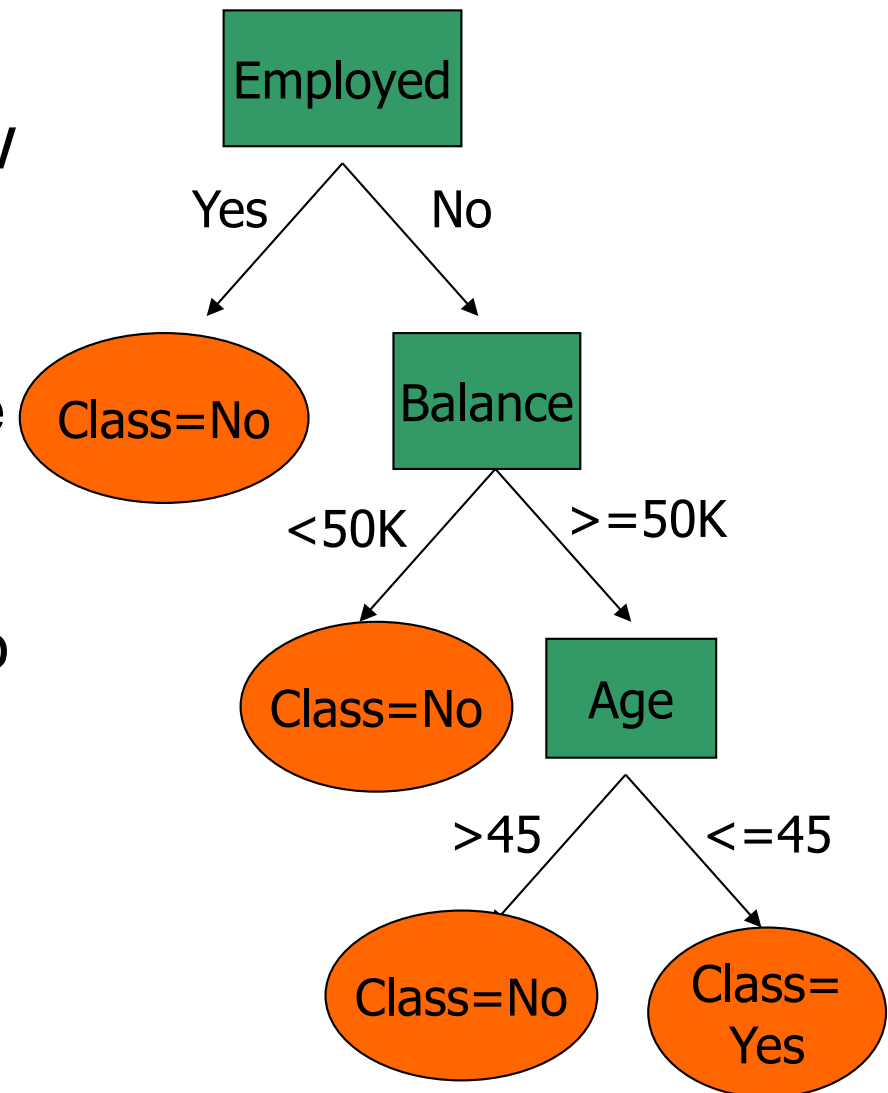 Employed
Yes
No
Class=No
Balance
<50K
>=50K
Class=No
Age
>45
<=45
Class=No
Class=
Yes